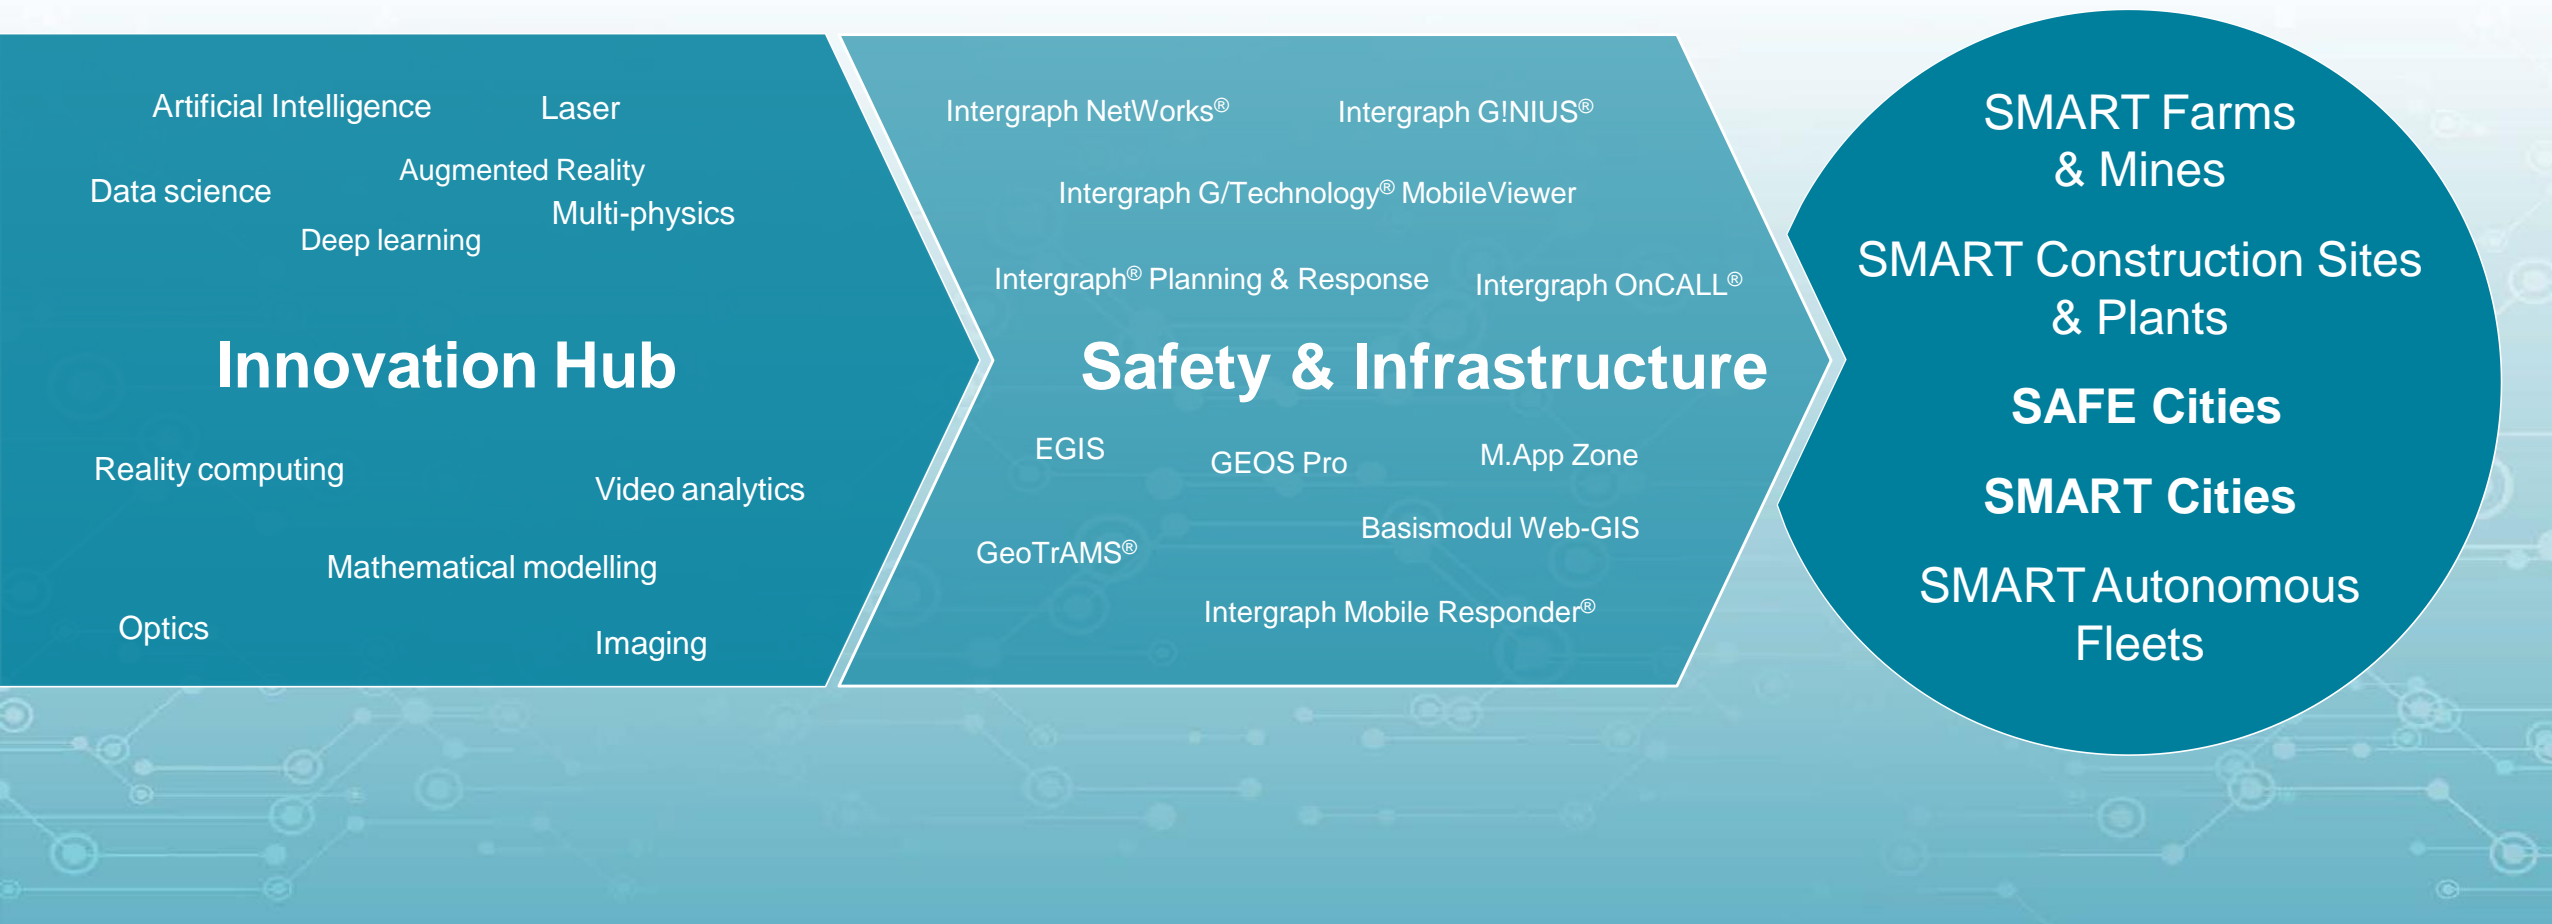 Artificial Intelligence
Laser
Augmented Reality
Data science
Multi-physics
Deep learning
Innovation Hub
Reality computing
Video analytics
Mathematical modelling
Optics
Imaging
Intergraph NetWorks®
Intergraph G!NIUS®
Intergraph G/Technology® MobileViewer
Intergraph® Planning & Response
Intergraph OnCALL®
Safety & Infrastructure
EGIS
GEOS Pro
M.App Zone
Basismodul Web-GIS
GeoTrAMS®
Intergraph Mobile Responder®
SMART Farms
& Mines
SMART Construction Sites
& Plants
SAFE Cities
SMART Cities
SMART Autonomous
Fleets